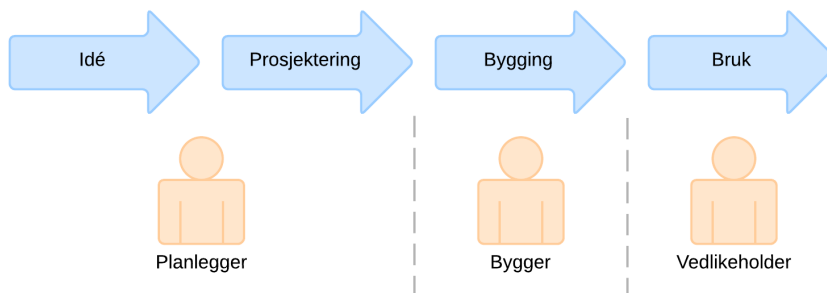 Idé
Prosjektering
Bygging
Bruk
Planlegger
Bygger
Vedlikeholder